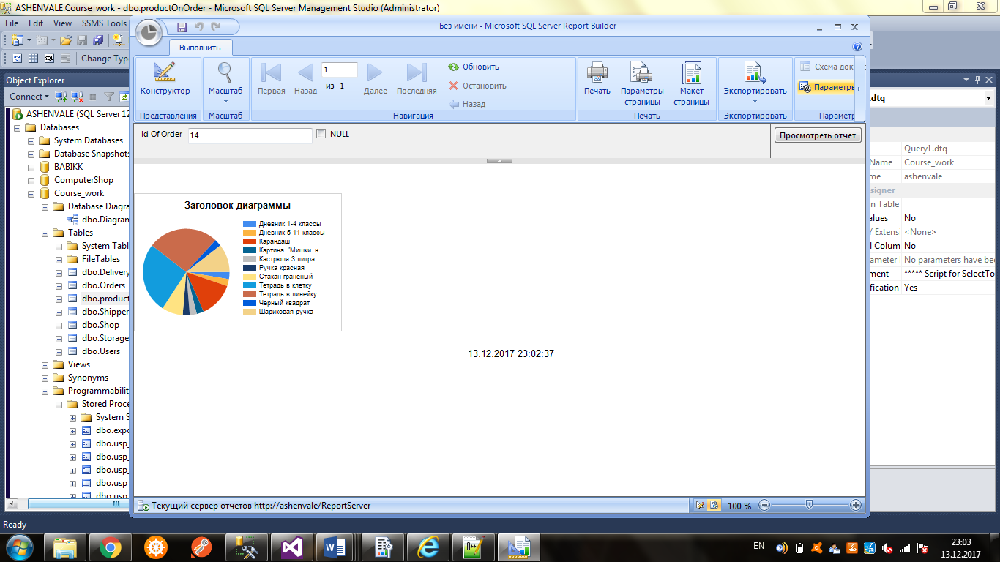 ASHENVALE.Course_work - dbo.productOnOrder - Microsoft SQL Server Management Studio (Administrator)
File Edit View SSMS Tools
Change Type
Object Explorer
Connect
ASHENVALE (SQL Server 12
Databases
System Databases
Database Snapshots
BABIKK
ComputerShop
Course_work
Database Diagra
dbo.Diagran
Tables
System Tabl
FileTables
dbo.Delivery
dbo.Orders
dbo.product
dbo.Shipper
dbo.Shop
dbo.Storage
dbo.Users
Views
Synonyms
Programmabilit
Stored Proce
System S
dbo.expo
dbo.usp_
dbo.usp_
dbo.usp_
dbo.usp_
dbo.usp
Ready
Без имени - Microsoft SQL Server Report Builder
Выполнить
Конструктор
Представления
Масштаб
Масштаб
Первая
Назад
1
из 1
Далее
Последняя
Обновить
Остановить
Назад
Навигация
Печать
Параметры страницы
Макет страницы
Печать
Экспортировать
Экспортировать
Схема док
Параметры
Параметр
id Of Order
14
NULL
Просмотреть отчет
Заголовок диаграммы
Дневник 1-4 классы
Дневник 5-11 классы
Карандаш
Картина "Мишки н...
Кастрюля 3 литра
Ручка красная
Стакан граненый
Тетрадь в клетку
Тетрадь в линейку
Черный квадрат
Шариковая ручка
13.12.2017 23:02:37
Текущий сервер отчетов http://ashenvale/ReportServer
100 %
.dtq
Query1.dtq
Name Course_work
me ashenvale
signer
n Table
alues No
/ Extensi <None>
d Colum No
arameter l No parameters have bee
ment ***** Script for SelectTo
ification Yes
EN
23:03
13.12.2017